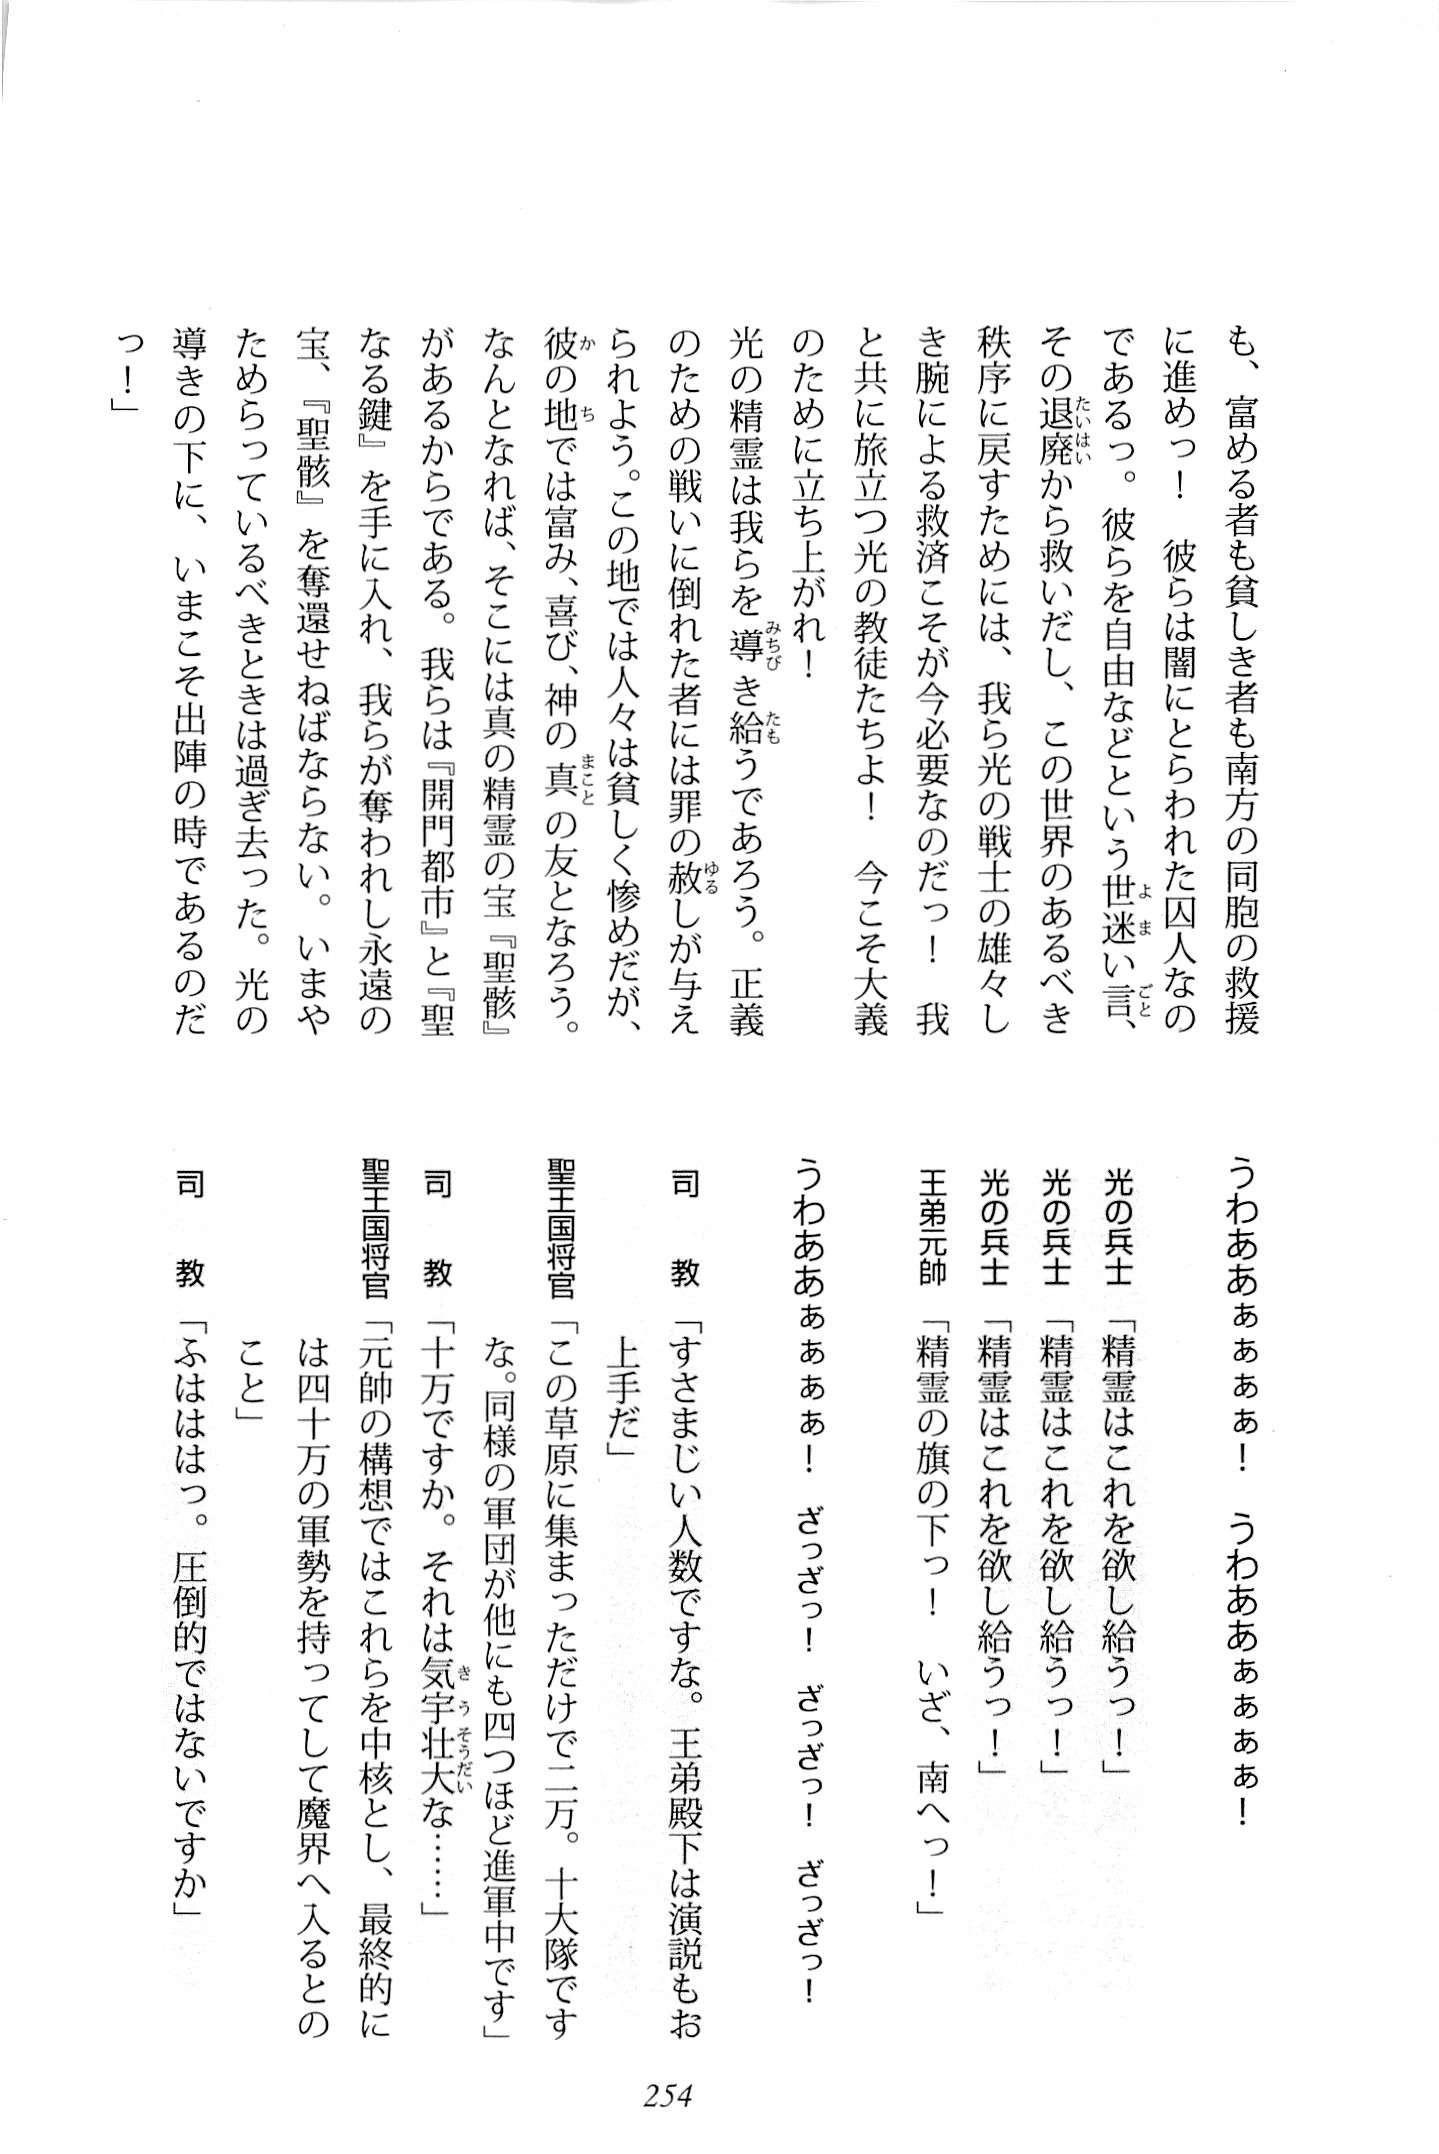 も、富める者も貧しき者も南方の同胞の救援
に進めっ！　彼らは闇にとらわれた囚人なの
であるっ。彼らを自由などという世迷い言、
その退廃から救いだし、この世界のあるべき
秩序に戻すためには、我ら光の戦士の雄々し
き腕による救済こそが今必要なのだっ！　我
と共に旅立つ光の教徒たちよ！　今こそ大義
のために立ち上がれ！
光の精霊は我らを導き給うであろう。正義
のための戦いに倒れた者には罪の赦しが与え
られよう。この地では人々は貧しく惨めだが、
彼の地では富み、喜び、神の真の友となろう。
なんとなれば、そこには真の精霊の宝『聖骸』
があるからである。我らは『開門都市』と『聖
なる鍵』を手に入れ、我らが奪われし永遠の
宝、『聖骸』を奪還せねばならない。いまや
ためらっているべきときは過ぎ去った。光の
導きの下に、いまこそ出陣の時であるのだ
っ！」
うわああぁぁぁぁ！　うわああぁぁぁぁ！
光の兵士「精霊はこれを欲し給うっ！」
光の兵士「精霊はこれを欲し給うっ！」
光の兵士「精霊はこれを欲し給うっ！」
王弟元帥「精霊の旗の下っ！　いざ、南へっ！」
うわああぁぁぁぁ！　ざっざっ！　ざっざっ！　ざっざっ！
司　教「すさまじい人数ですな。王弟殿下は演説もお
上手だ」
聖王国将官「この草原に集まっただけで二万。十大隊です
な。同様の軍団が他にも四つほど進軍中です」
司　教「十万ですか。それは気宇壮大な……」
聖王国将官「元帥の構想ではこれらを中核とし、最終的に
は四十万の軍勢を持ってして魔界へ入るとの
こと」
司　教「ふはははっ。圧倒的ではないですか」
254